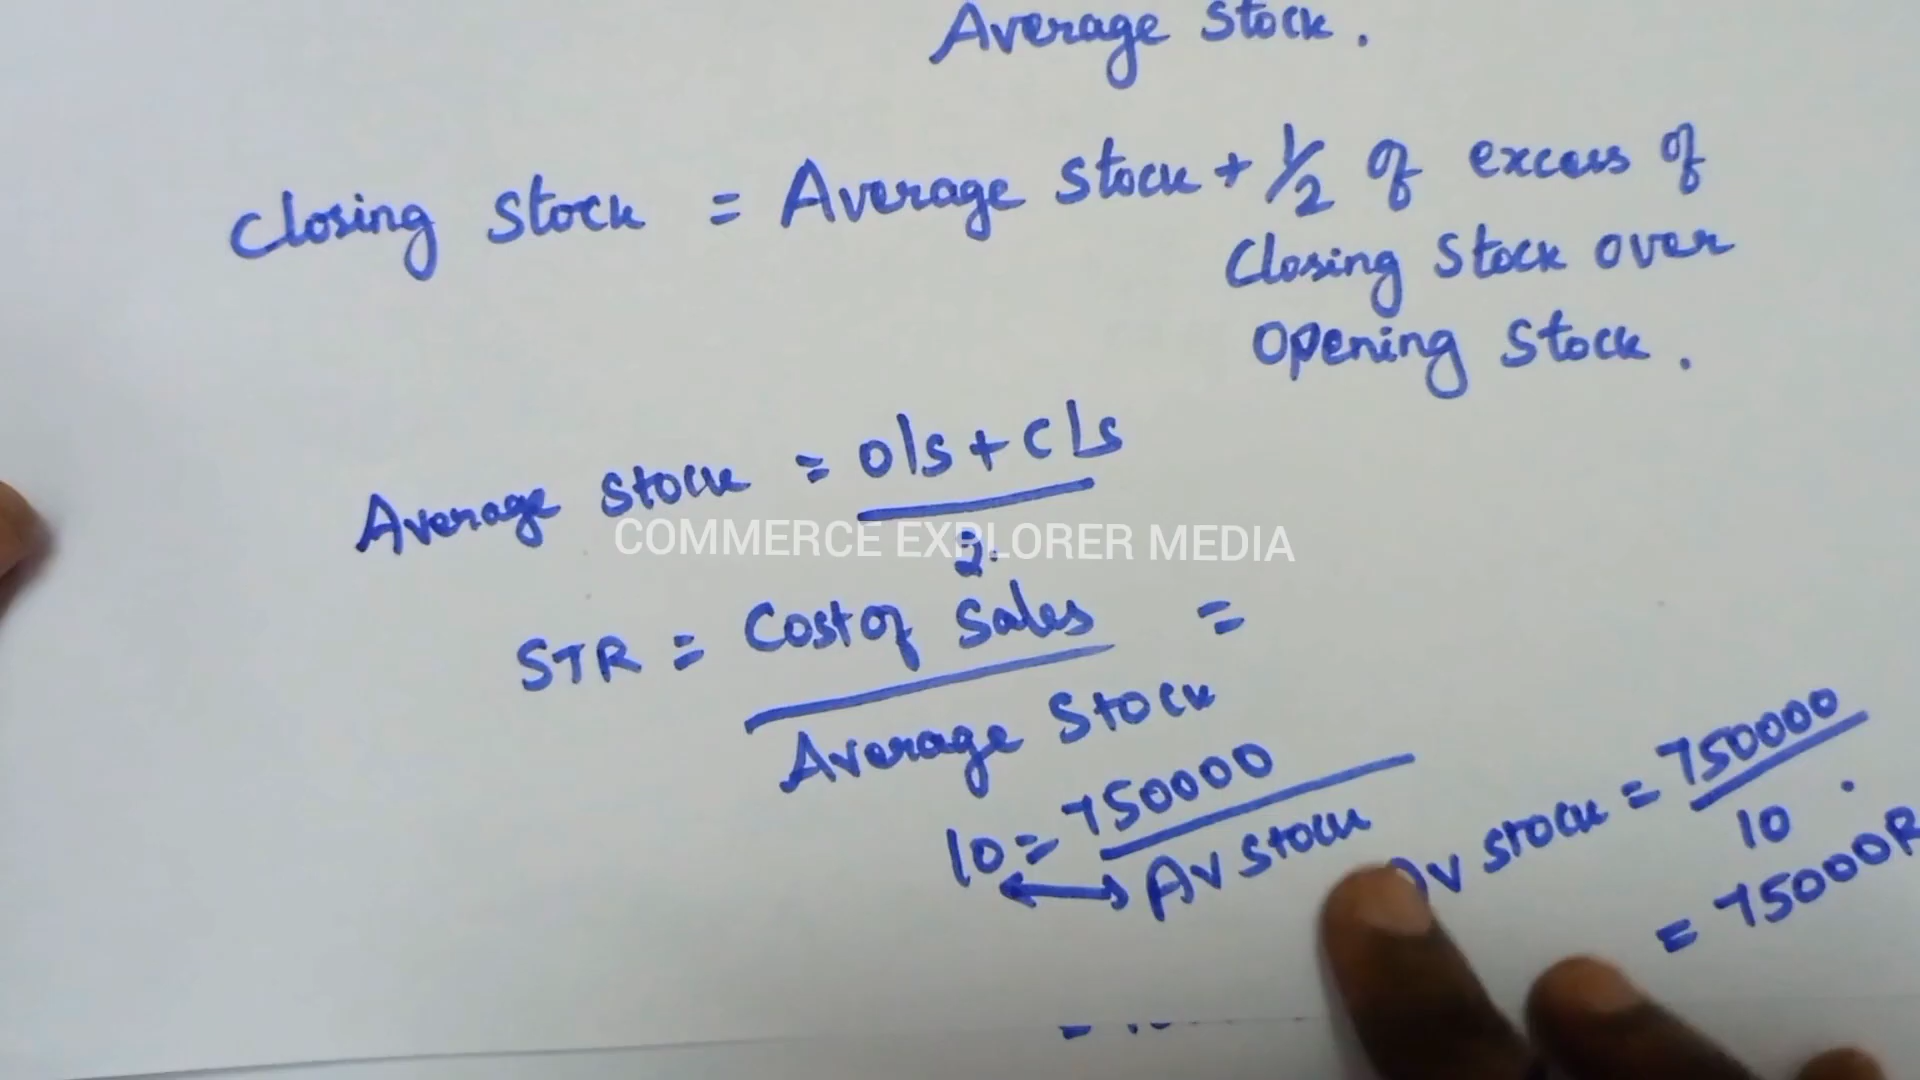 Average Stock.
Closing Stock = Average Stock + 1/2 of excess of
Closing Stock over
Opening Stock.
Average Stock = O/S + C/S
2.
COMMERCE EXPLORER MEDIA
STR = Cost of Sales =
Average Stock
10 = 750000
Av stock
Av stock = 750000
10
= 75000R